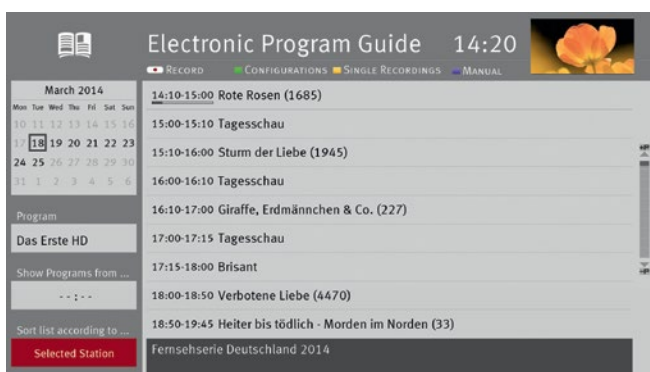 Electronic Program Guide 14:20
RECORD CONFIGURATIONS SINGLE RECORDINGS MANUAL
March 2014
Mon Tue Wed Thu Fri Sat Sun
10 11 12 13 14 15 16
17 18 19 20 21 22 23
24 25 26 27 28 29 30
31 1 2 3 4 5 6
Program
Das Erste HD
Show Programs from ...
--:--
Sort list according to ...
Selected Station
14:10-15:00 Rote Rosen (1685)
15:00-15:10 Tagesschau
15:10-16:00 Sturm der Liebe (1945)
16:00-16:10 Tagesschau
16:10-17:00 Giraffe, Erdmännchen & Co. (227)
17:00-17:15 Tagesschau
17:15-18:00 Brisant
18:00-18:50 Verbotene Liebe (4470)
18:50-19:45 Heiter bis tödlich - Morden im Norden (33)
Fernsehserie Deutschland 2014